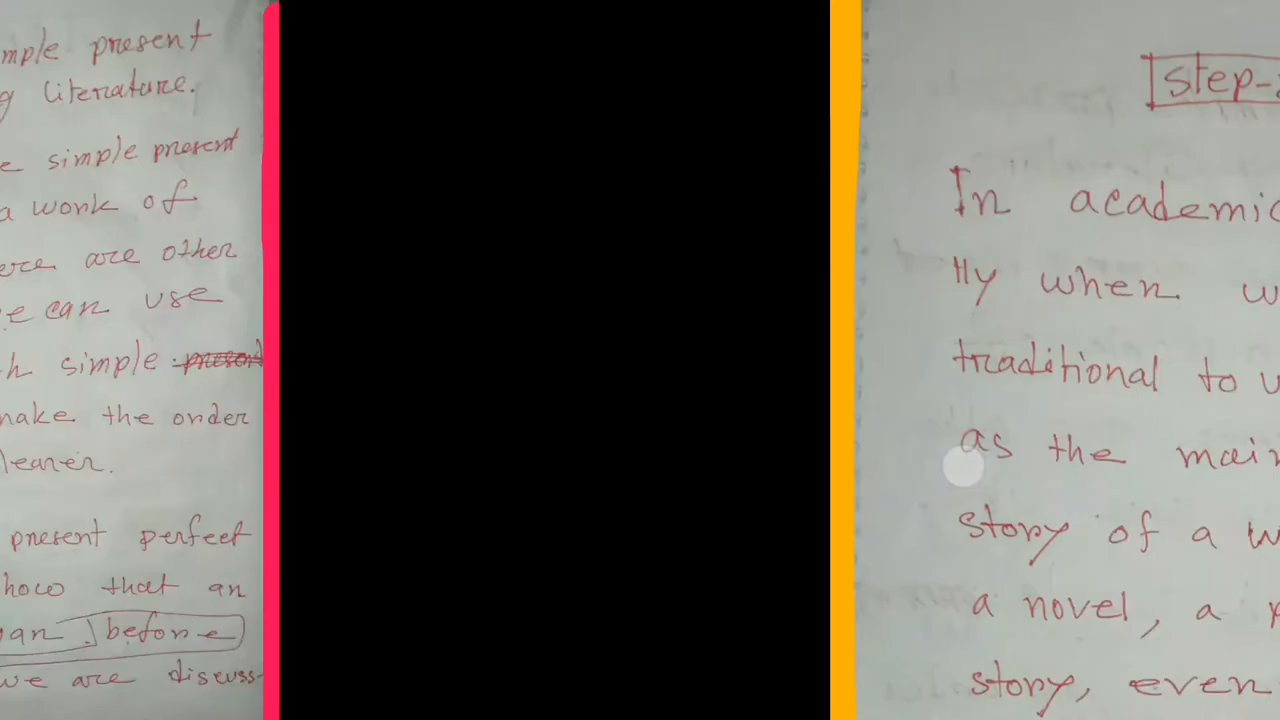 mple present
g literature.
e simple present
a work of
ere are other
e can use
h simple present
make the order
learer.
present perfect
how that an
gan before
we are discuss-
Step-
In academic
lly when w
traditional to u
as the main
story of a w
a novel, a
story, even